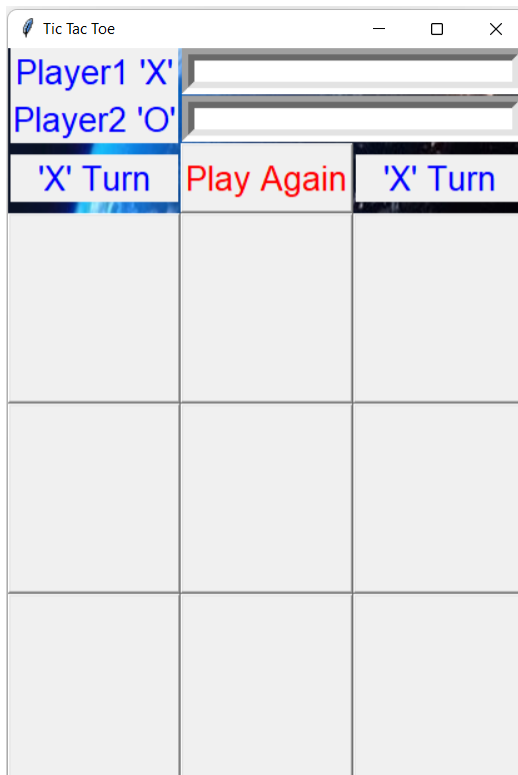 Tic Tac Toe
Player1 'X'
Player2 'O'
'X' Turn Play Again 'X' Turn